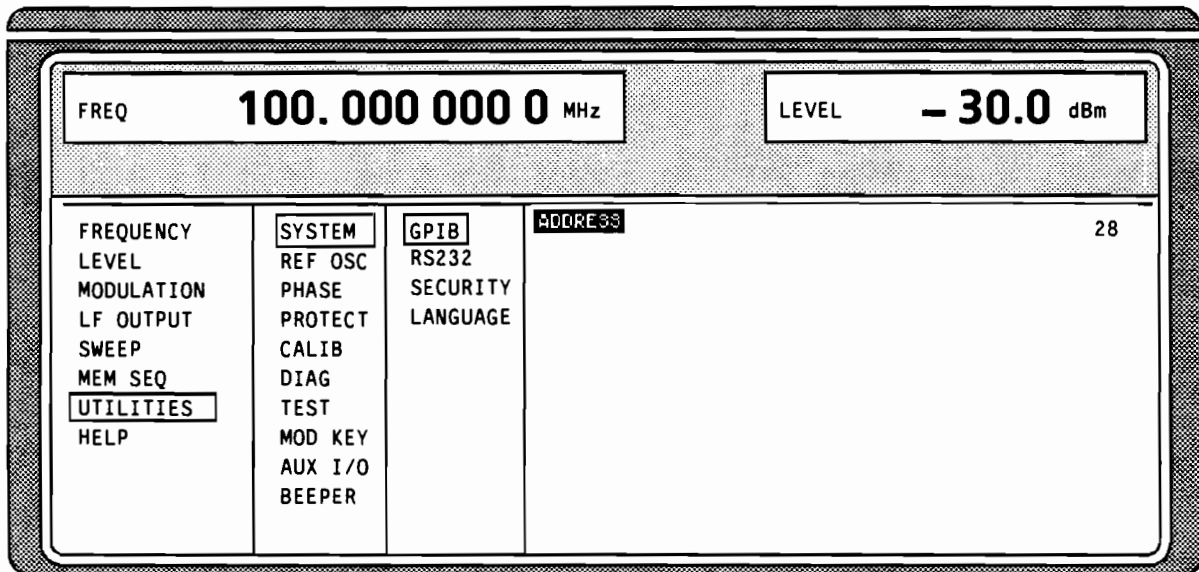 FREQ 100.000 000 0 MHz LEVEL – 30.0 dBm
FREQUENCY SYSTEM GPIB ADDRESS 28
LEVEL REF OSC RS232
MODULATION PHASE SECURITY
LF OUTPUT PROTECT LANGUAGE
SWEEP CALIB
MEM SEQ DIAG
UTILITIES TEST
HELP MOD KEY
AUX I/O
BEEPER